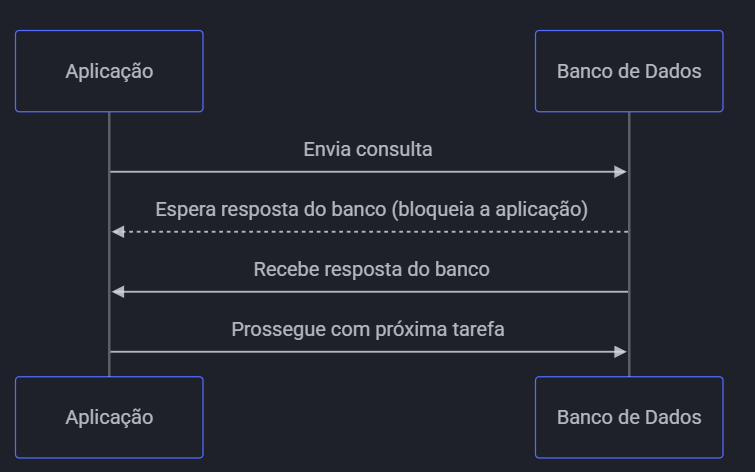 Aplicação
Banco de Dados
Envia consulta
Espera resposta do banco (bloqueia a aplicação)
Recebe resposta do banco
Prossegue com próxima tarefa
Aplicação
Banco de Dados